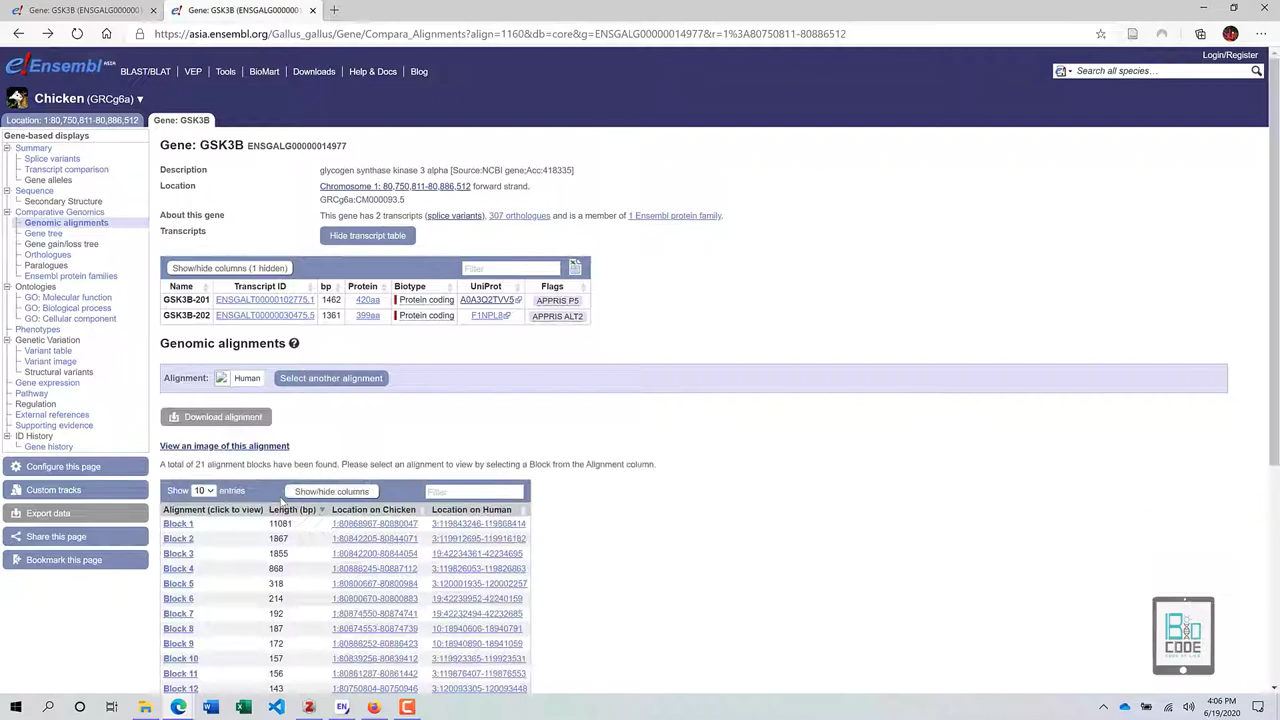 Gene: GSK3B (ENSGALG00000014
Gene: GSK3B (ENSGALG00000014
https://asia.ensembl.org/Gallus_gallus/Gene/Compara_Alignments?align=1160&db=core&g=ENSGALG00000014977&r=1%3A80750811-80886512
Login/Register
e!Ensembl ASIA BLAST/BLAT VEP Tools BioMart Downloads Help & Docs Blog
Search all species…
Chicken (GRCg6a) ▼
Location: 1:80,750,811-80,886,512 Gene: GSK3B
Gene-based displays
Summary
Splice variants
Transcript comparison
Gene alleles
Sequence
Secondary Structure
Comparative Genomics
Genomic alignments
Gene tree
Gene gain/loss tree
Orthologues
Paralogues
Ensembl protein families
Ontologies
GO: Molecular function
GO: Biological process
GO: Cellular component
Phenotypes
Genetic Variation
Variant table
Variant image
Structural variants
Gene expression
Pathway
Regulation
External references
Supporting evidence
ID History
Gene history
Configure this page
Custom tracks
Export data
Share this page
Bookmark this page
Gene: GSK3B ENSGALG00000014977
Description glycogen synthase kinase 3 alpha [Source:NCBI gene;Acc:418335]
Location Chromosome 1: 80,750,811-80,886,512 forward strand.
GRCg6a:CM000093.5
About this gene This gene has 2 transcripts (splice variants), 307 orthologues and is a member of 1 Ensembl protein family.
Transcripts Hide transcript table
Show/hide columns (1 hidden) Filter
Name Transcript ID bp Protein Biotype UniProt Flags
GSK3B-201 ENSGALT00000102775.1 1462 420aa Protein coding A0A3Q2TVV5 APPRIS P5
GSK3B-202 ENSGALT00000030475.5 1361 399aa Protein coding F1NPL8 APPRIS ALT2
Genomic alignments
Alignment: Human Select another alignment
Download alignment
View an image of this alignment
A total of 21 alignment blocks have been found. Please select an alignment to view by selecting a Block from the Alignment column.
Show 10 entries Show/hide columns Filter
Alignment (click to view) Length (bp) Location on Chicken Location on Human
Block 1 11081 1:80868967-80880047 3:119843246-119868414
Block 2 1867 1:80842205-80844071 3:119912695-119916182
Block 3 1855 1:80842200-80844054 19:42234361-42234695
Block 4 868 1:80886245-80887112 3:119826053-119826863
Block 5 318 1:80800667-80800984 3:120001935-120002257
Block 6 214 1:80800670-80800883 19:42239952-42240159
Block 7 192 1:80874550-80874741 19:42232494-42232685
Block 8 187 1:80874553-80874739 10:18940606-18940791
Block 9 172 1:80886252-80886423 10:18940890-18941059
Block 10 157 1:80839256-80839412 3:119923365-119923531
Block 11 156 1:80861287-80861442 3:119876407-119876553
Block 12 143 1:80750804-80750946 3:120093305-120093448
BioCODE
CODE OF LIFE
EN
4:06 PM
6/19/2020